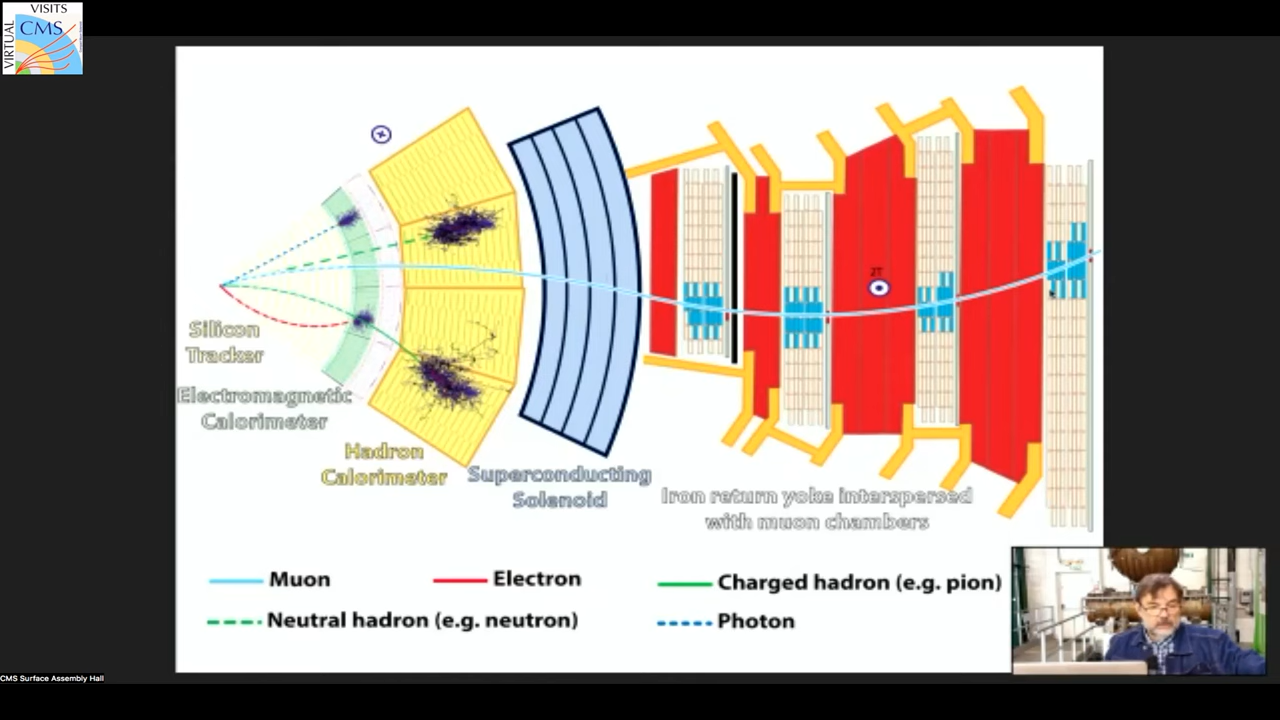 VISITS
CMS
VIRTUAL
2T
Silicon
Tracker
Electromagnetic
Calorimeter
Hadron
Calorimeter
Superconducting
Solenoid
Iron return yoke interspersed
with muon chambers
Muon
Electron
Charged hadron (e.g. pion)
Neutral hadron (e.g. neutron)
Photon
CMS Surface Assembly Hall